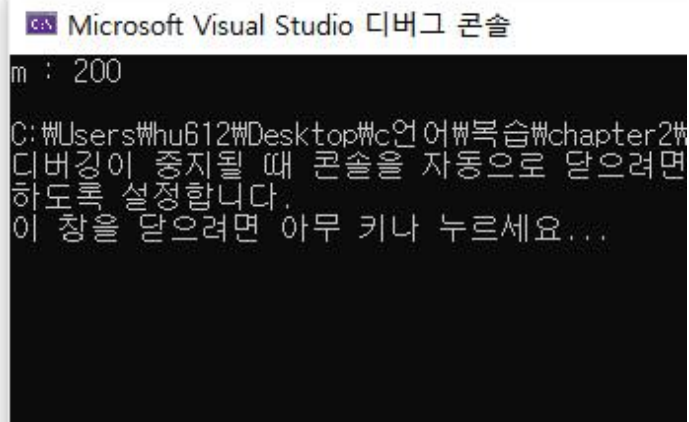 Microsoft Visual Studio 디버그 콘솔
m : 200
C:₩Users₩hu612₩Desktop₩c언어₩복습₩chapter2₩
디버깅이 중지될 때 콘솔을 자동으로 닫으려면
하도록 설정합니다.
이 창을 닫으려면 아무 키나 누르세요...